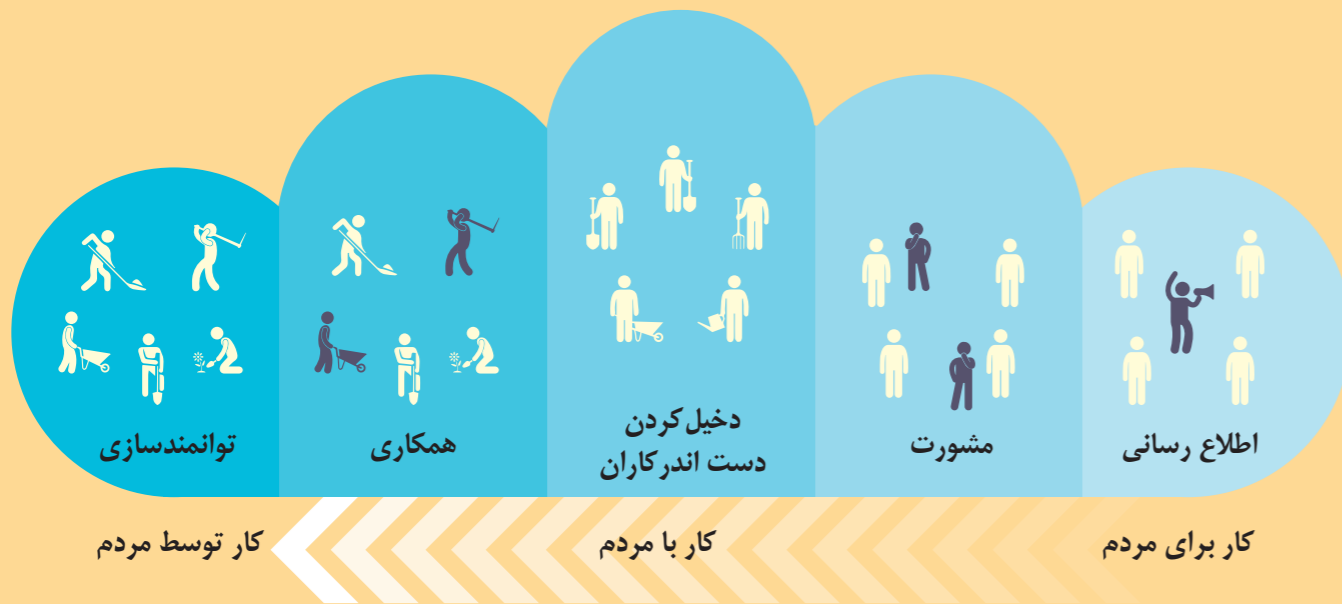 اطلاع رسانی
مشورت
دخیل کردن
دست اندرکاران
همکاری
توانمندسازی
کار برای مردم
کار با مردم
کار توسط مردم